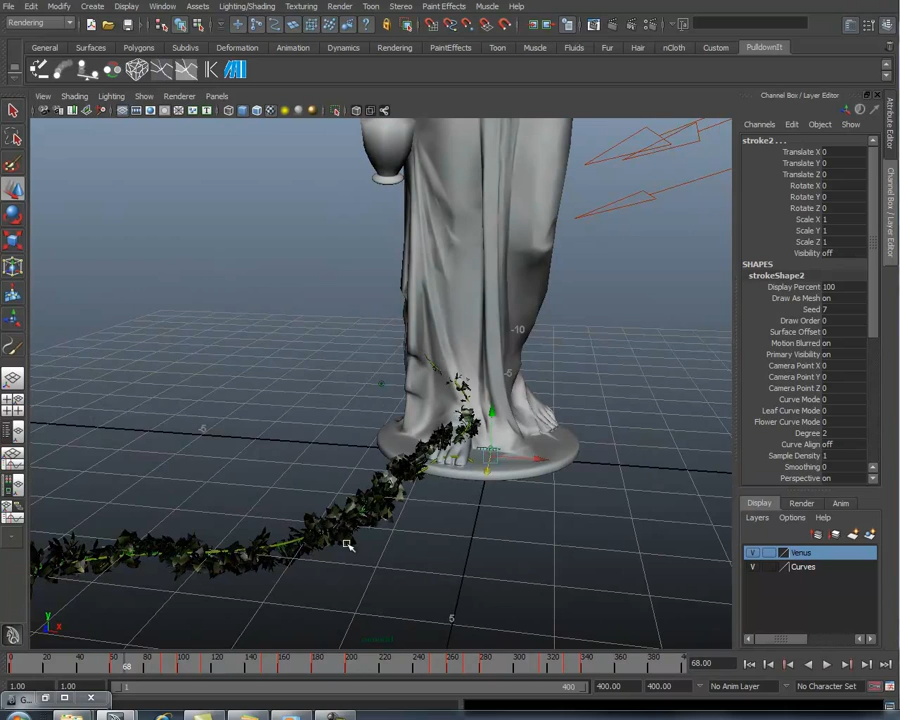 File Edit Modify Create Display Window Assets Lighting/Shading Texturing Render Toon Stereo Paint Effects Muscle Help
Rendering
General Surfaces Polygons Subdivs Deformation Animation Dynamics Rendering PaintEffects Toon Muscle Fluids Fur Hair nCloth Custom PulldownIt
View Shading Lighting Show Renderer Panels
Channel Box / Layer Editor
Channels Edit Object Show
stroke2 . . .
Translate X 0
Translate Y 0
Translate Z 0
Rotate X 0
Rotate Y 0
Rotate Z 0
Scale X 1
Scale Y 1
Scale Z 1
Visibility off
SHAPES
strokeShape2
Display Percent 100
Draw As Mesh on
Seed 7
Draw Order 0
Surface Offset 0
Motion Blurred on
Primary Visibility on
Camera Point X 0
Camera Point Y 0
Camera Point Z 0
Curve Mode 0
Leaf Curve Mode 0
Flower Curve Mode 0
Degree 2
Curve Align off
Sample Density 1
Smoothing 0
Perspective on
Attribute Editor
Channel Box / Layer Editor
-10
-5
-5
5
Display Render Anim
Layers Options Help
V Venus
V Curves
y
x
0 20 40 60 68 80 100 120 140 160 180 200 220 240 260 280 300 320 340 360 380 4
68.00
1.00 1.00 1 400 400.00 400.00 No Anim Layer No Character Set
G...